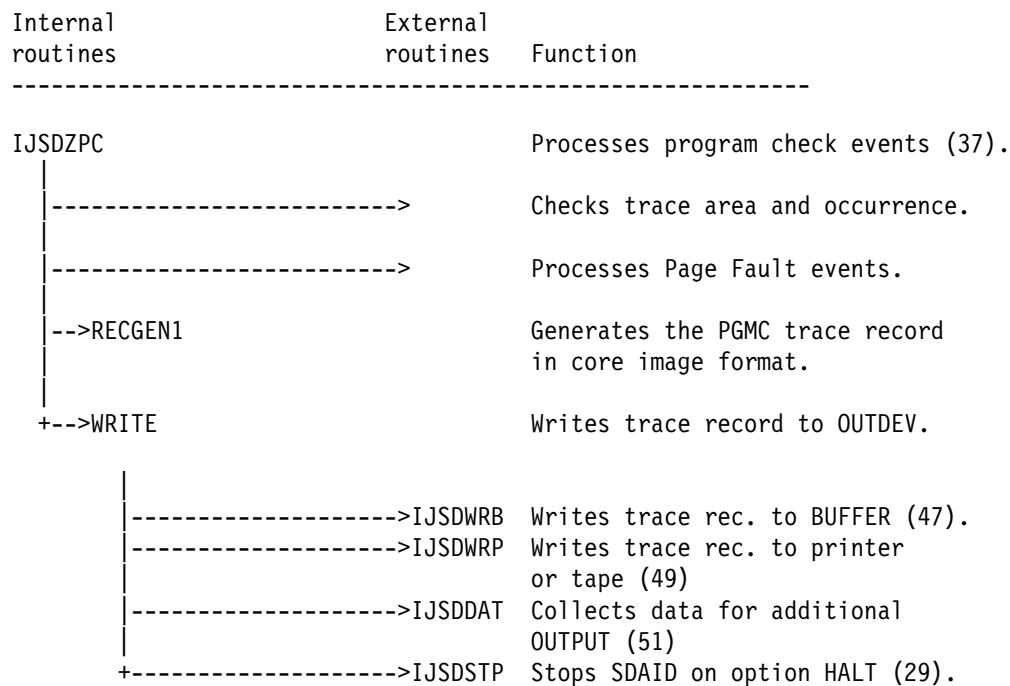 Internal External
routines routines Function
------------------------------------------------------------
IJSDZPC Processes program check events (37).
|
|--------------------------> Checks trace area and occurrence.
|
|--------------------------> Processes Page Fault events.
|
|-->RECGEN1 Generates the PGMC trace record
| in core image format.
|
+-->WRITE Writes trace record to OUTDEV.
|
|-------------------->IJSDWRB Writes trace rec. to BUFFER (47).
|-------------------->IJSDWRP Writes trace rec. to printer
| or tape (49)
|-------------------->IJSDDAT Collects data for additional
| OUTPUT (51)
+-------------------->IJSDSTP Stops SDAID on option HALT (29).